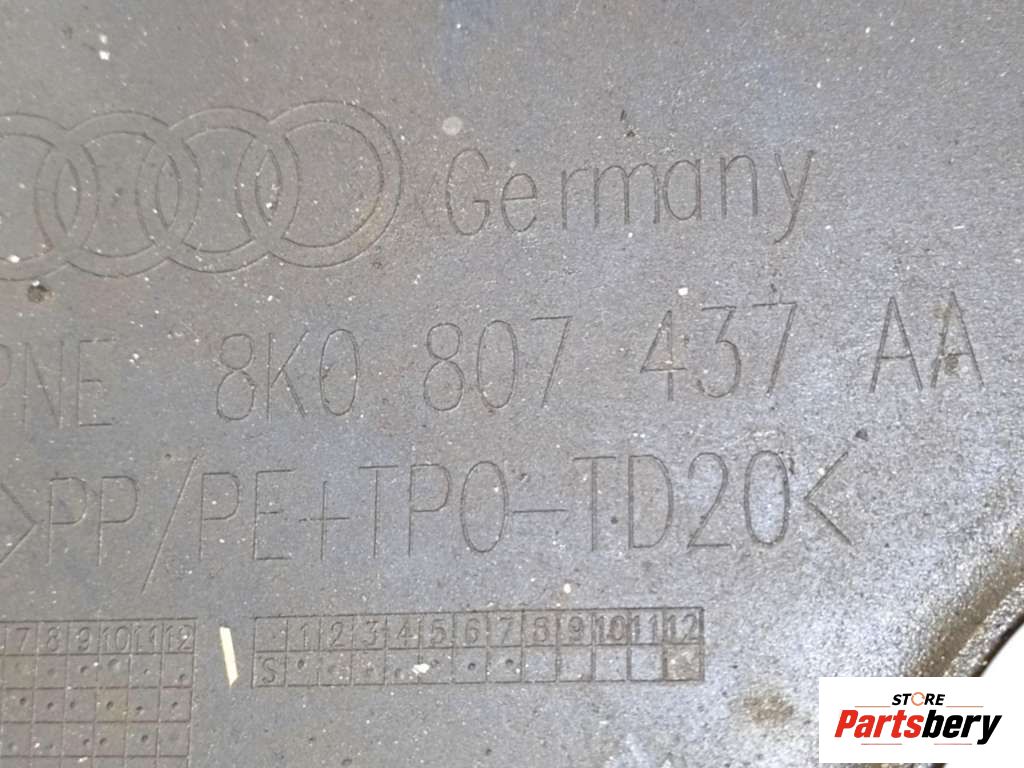 Germany
PNE 8K0 807 437 AA
>PP/PE+TPO-TD20<
7 8 9 10 11 12
1 2 3 4 5 6 7 8 9 10 11 12
S
STORE
Partsbery